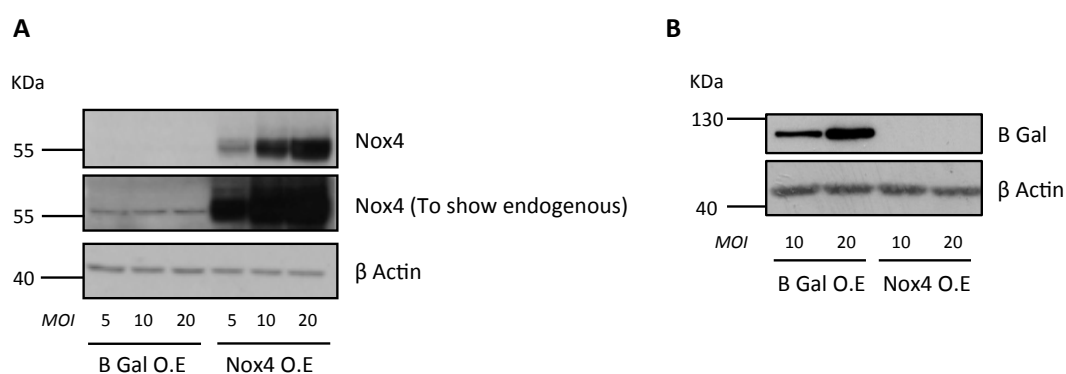 A
KDa
55
Nox4
55
Nox4 (To show endogenous)
40
β Actin
MOI 5 10 20 5 10 20
B Gal O.E Nox4 O.E
B
KDa
130
B Gal
β Actin
40
MOI 10 20 10 20
B Gal O.E Nox4 O.E